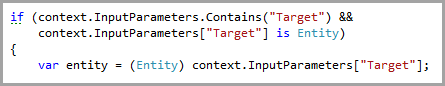 if (context.InputParameters.Contains("Target") &&
    context.InputParameters["Target"] is Entity)
{
    var entity = (Entity) context.InputParameters["Target"];